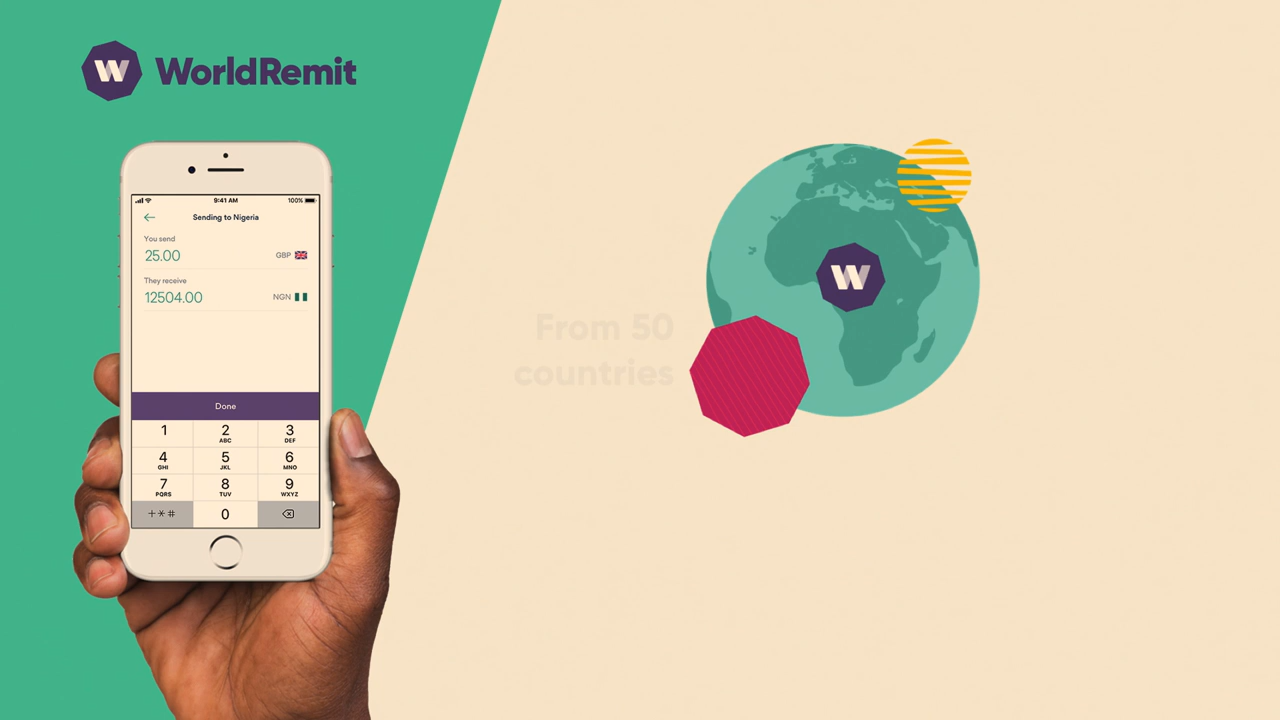 W WorldRemit
9:41 AM 100%
Sending to Nigeria
You send
25.00 GBP
They receive
12504.00 NGN
Done
1 2 3
ABC DEF
4 5 6
GHI JKL MNO
7 8 9
PQRS TUV WXYZ
+*# 0
From 50
countries
W